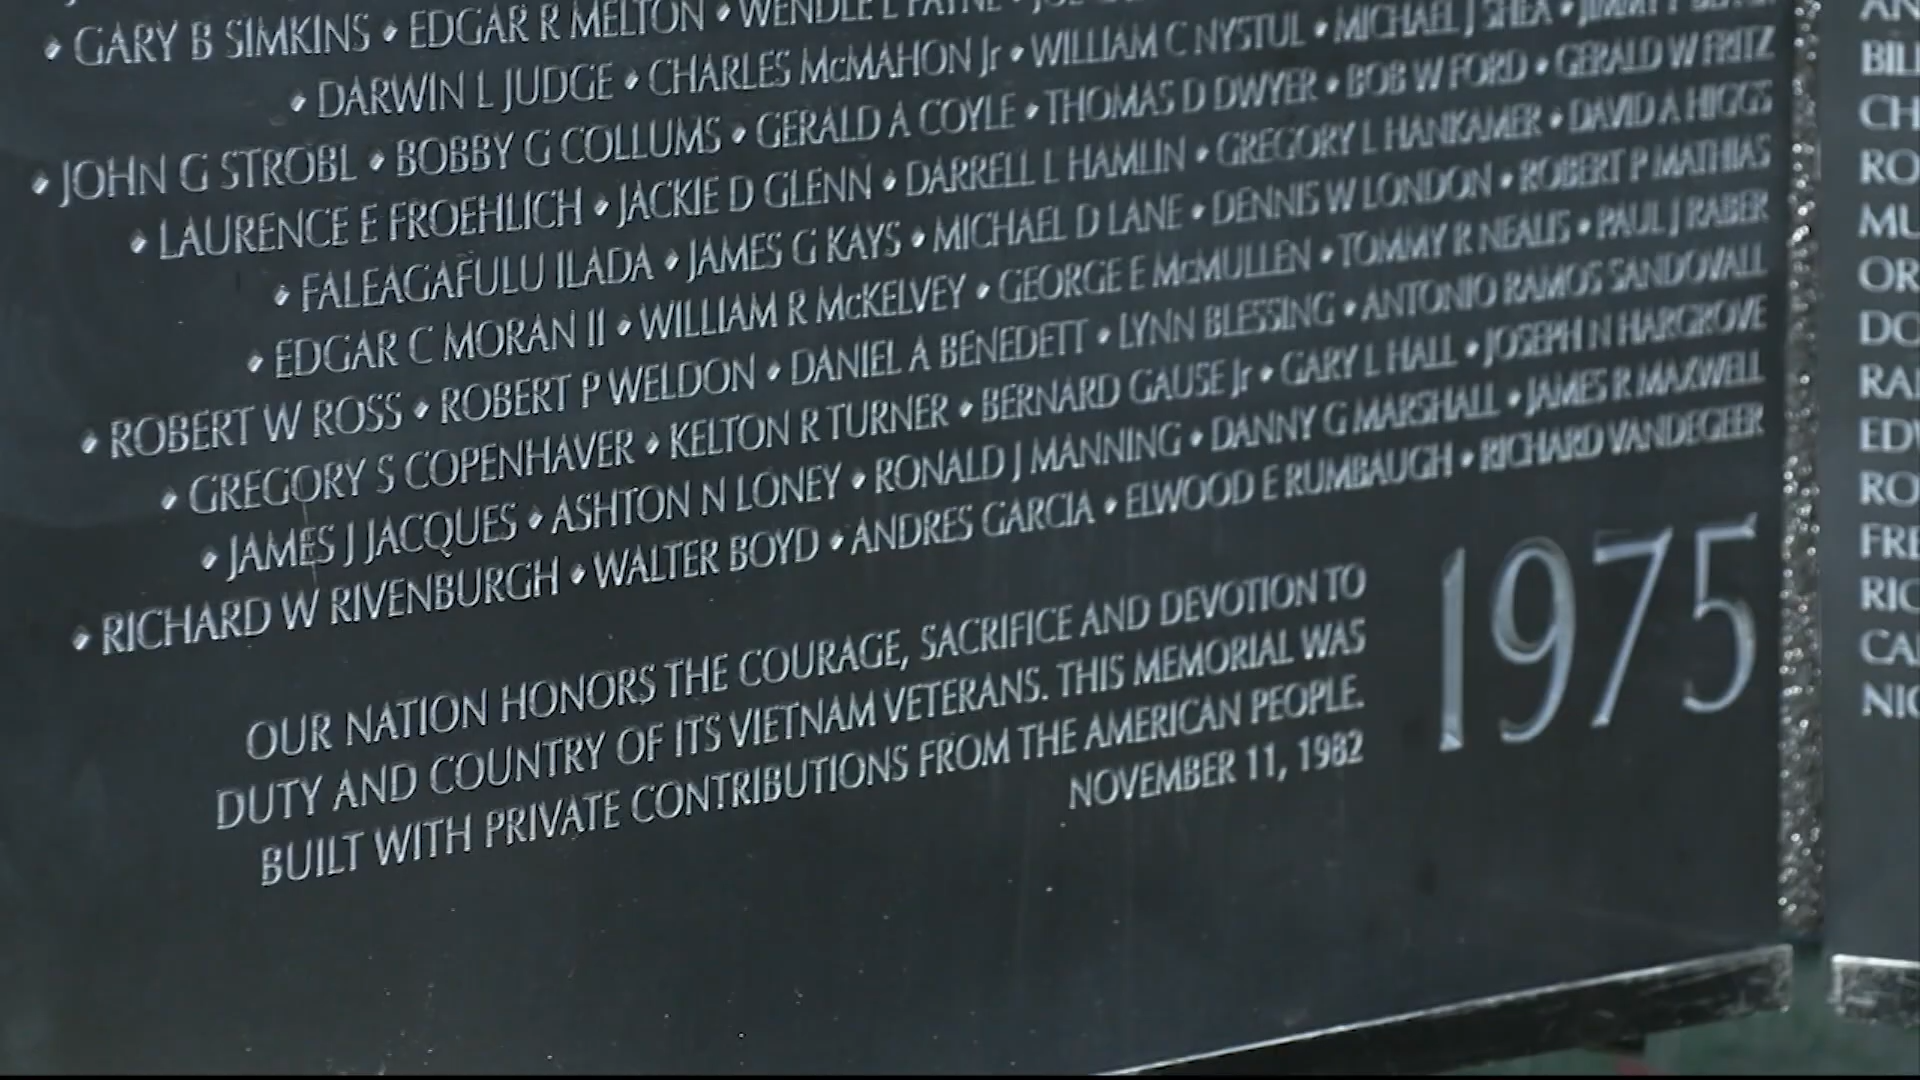 ◆ GARY B SIMKINS ◆ EDGAR R MELTON ◆ WENDLE L PAYNE
◆ DARWIN L JUDGE ◆ CHARLES McMAHON Jr ◆ WILLIAM C NYSTUL ◆ MICHAEL J SHEA ◆
◆ JOHN G STROBL ◆ BOBBY G COLLUMS ◆ GERALD A COYLE ◆ THOMAS D DWYER ◆ BOB W FORD ◆ GERALD W FRITZ
◆ LAURENCE E FROEHLICH ◆ JACKIE D GLENN ◆ DARRELL L HAMLIN ◆ GREGORY L HANKAMER ◆ DAVID A HIGGS
◆ FALEAGAFULU ILADA ◆ JAMES G KAYS ◆ MICHAEL D LANE ◆ DENNIS W LONDON ◆ ROBERT P MATHIAS
◆ EDGAR C MORAN II ◆ WILLIAM R McKELVEY ◆ GEORGE E McMULLEN ◆ TOMMY R NEALIS ◆ PAUL J RABER
◆ ROBERT W ROSS ◆ ROBERT P WELDON ◆ DANIEL A BENEDETT ◆ LYNN BLESSING ◆ ANTONIO RAMOS SANDOVALL
◆ GREGORY S COPENHAVER ◆ KELTON R TURNER ◆ BERNARD GAUSE Jr ◆ GARY L HALL ◆ JOSEPH N HARGROVE
◆ JAMES J JACQUES ◆ ASHTON N LONEY ◆ RONALD J MANNING ◆ DANNY G MARSHALL ◆ JAMES R MAXWELL
◆ RICHARD W RIVENBURGH ◆ WALTER BOYD ◆ ANDRES GARCIA ◆ ELWOOD E RUMBAUGH ◆ RICHARD VANDEGEER
OUR NATION HONORS THE COURAGE, SACRIFICE AND DEVOTION TO
DUTY AND COUNTRY OF ITS VIETNAM VETERANS. THIS MEMORIAL WAS
BUILT WITH PRIVATE CONTRIBUTIONS FROM THE AMERICAN PEOPLE.
NOVEMBER 11, 1982
1975